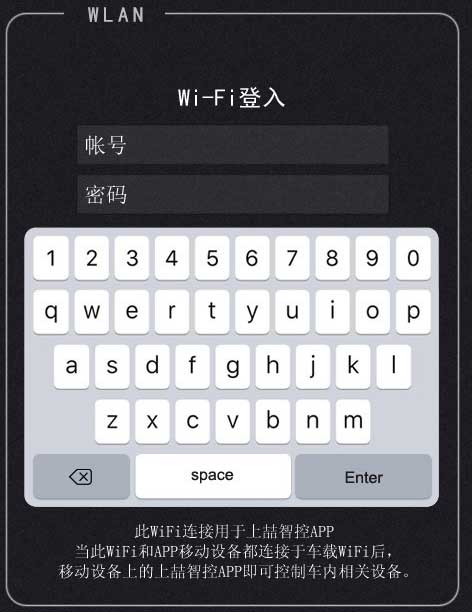 WLAN
Wi-Fi登入
帐号
密码
1 2 3 4 5 6 7 8 9 0
q w e r t y u i o p
a s d f g h j k l
z x c v b n m
space Enter
此WiFi连接用于上喆智控APP
当此WiFi和APP移动设备都连接于车载WiFi后，
移动设备上的上喆智控APP即可控制车内相关设备。